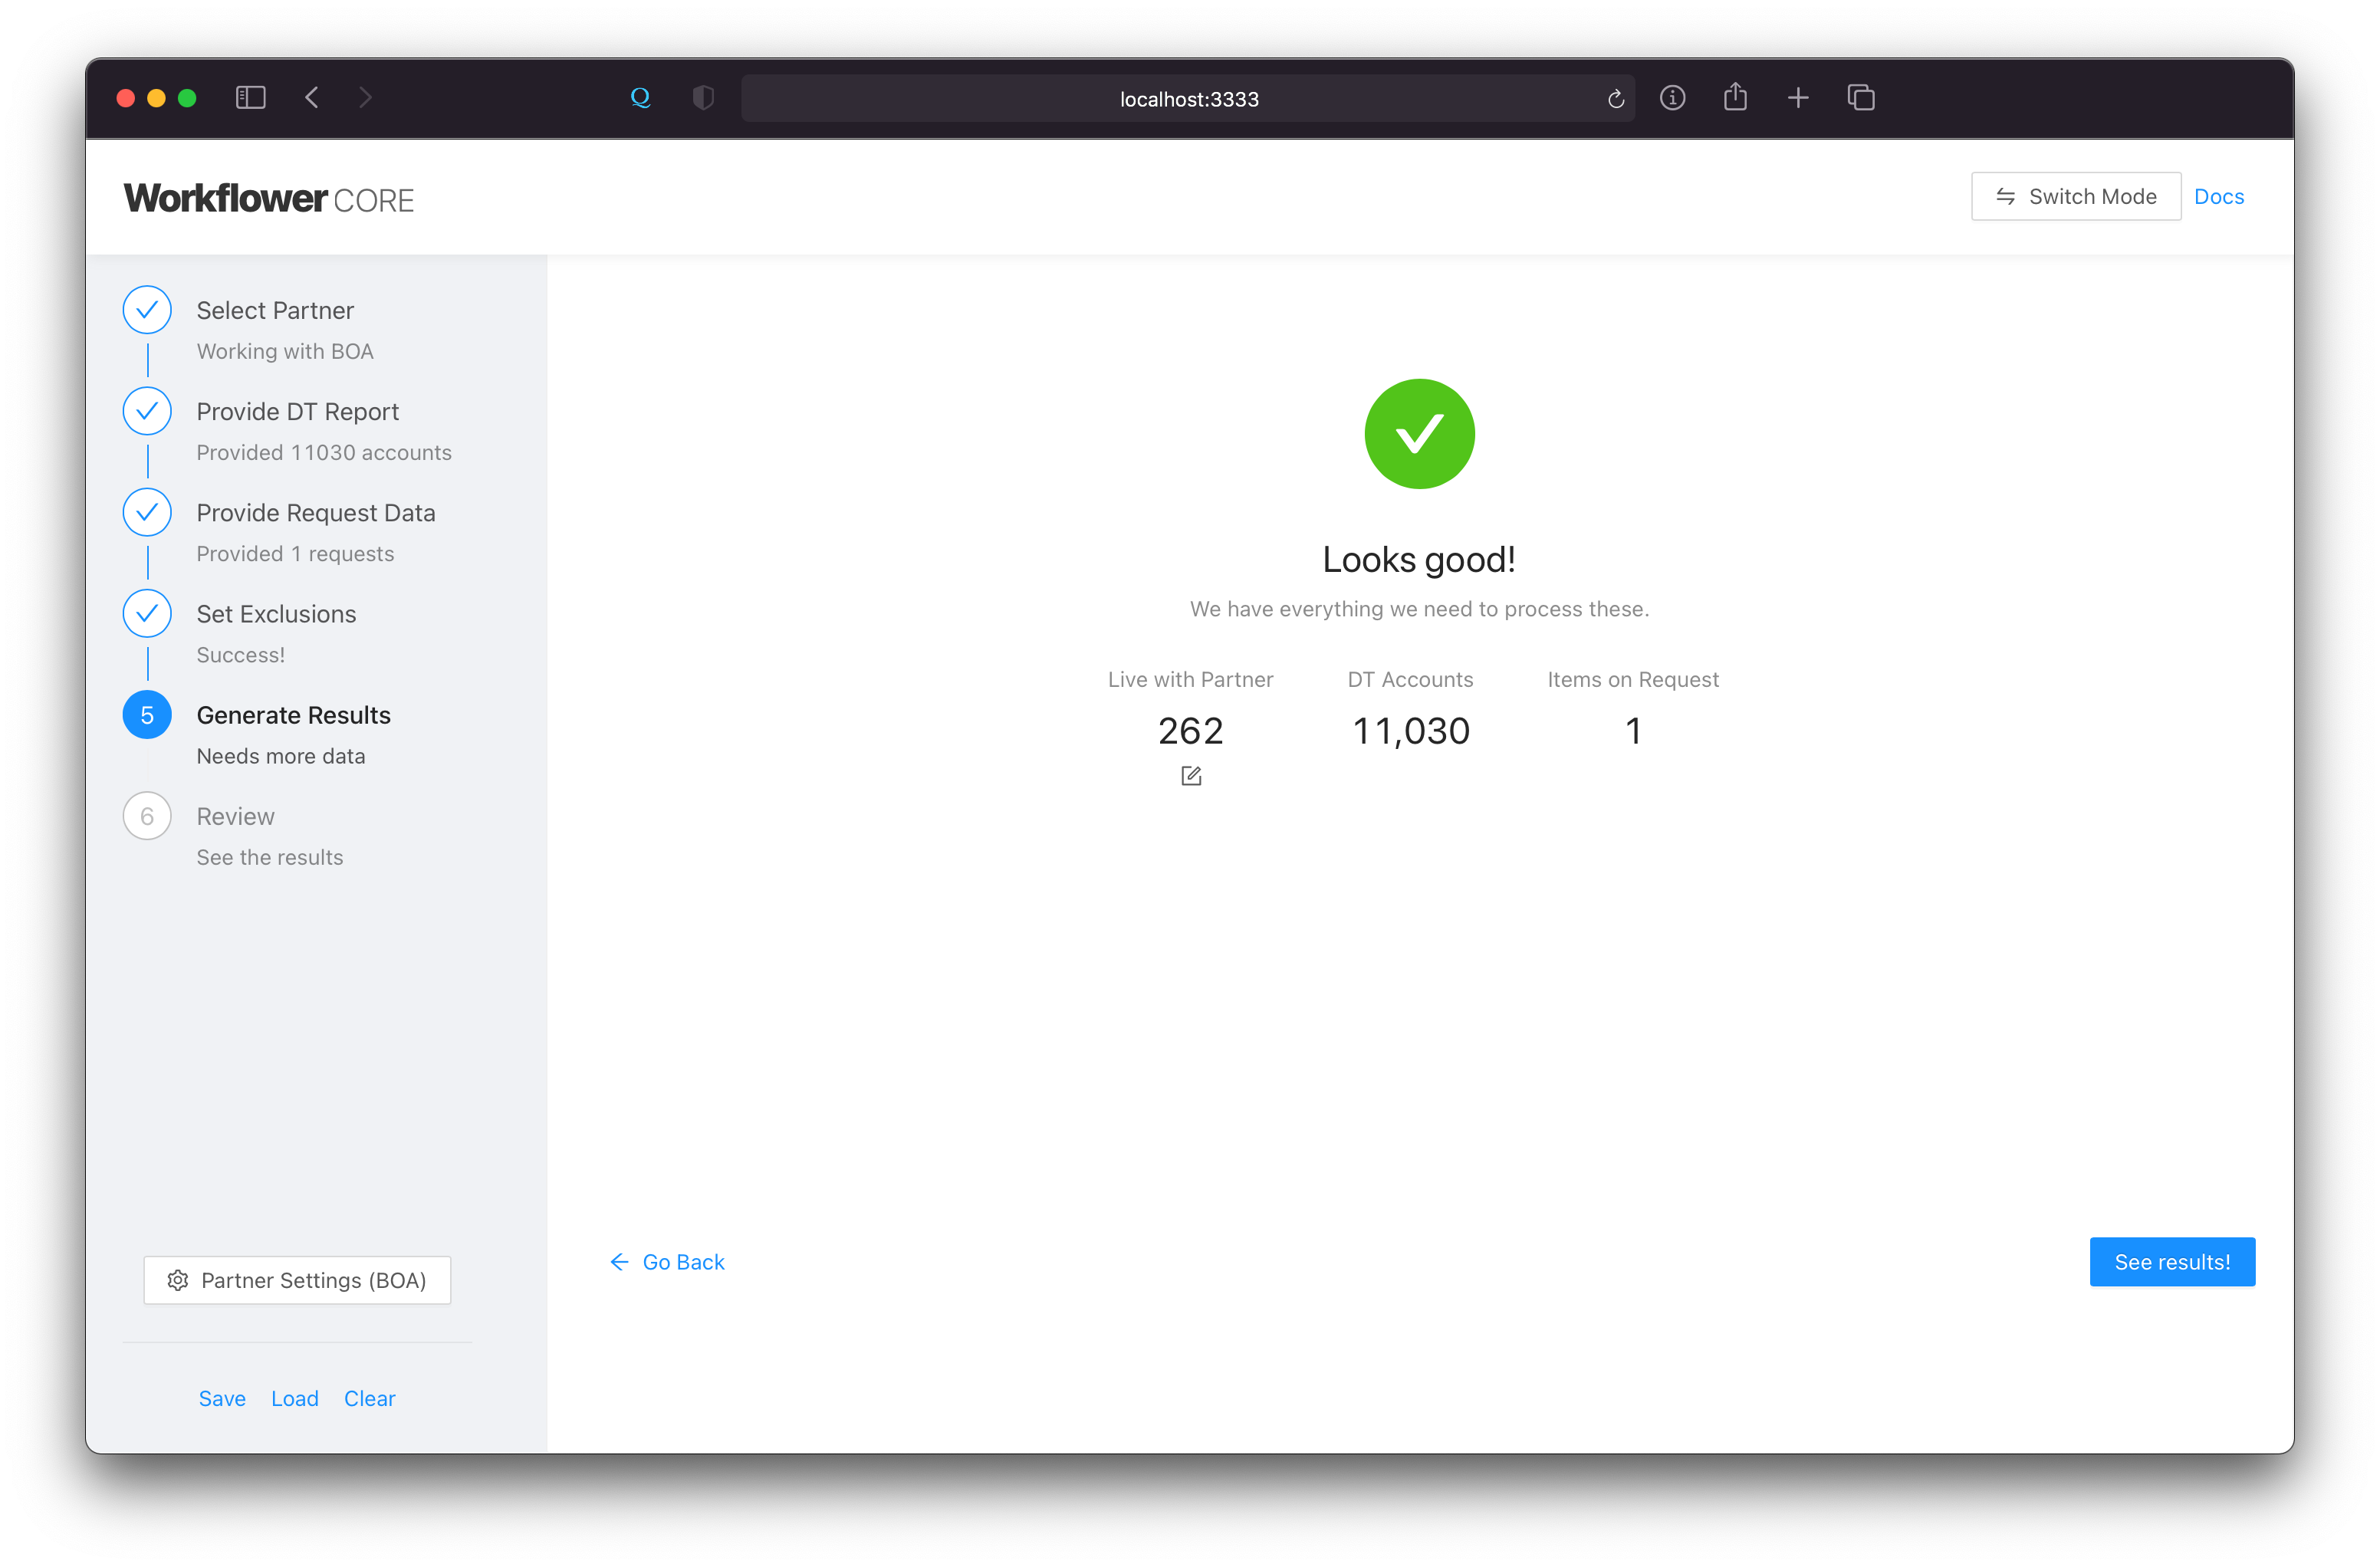 localhost:3333
Workflower CORE
Switch Mode
Docs
Select Partner
Working with BOA
Provide DT Report
Provided 11030 accounts
Provide Request Data
Provided 1 requests
Set Exclusions
Success!
5
Generate Results
Needs more data
6
Review
See the results
Partner Settings (BOA)
Save Load Clear
Looks good!
We have everything we need to process these.
Live with Partner DT Accounts Items on Request
262 11,030 1
Go Back
See results!